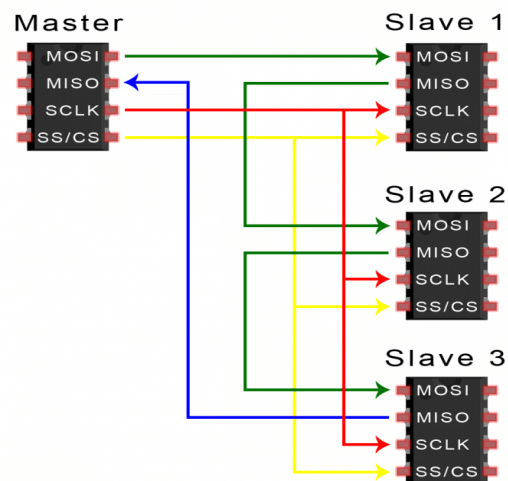 Master
MOSI
MISO
SCLK
SS/CS
Slave 1
MOSI
MISO
SCLK
SS/CS
Slave 2
MOSI
MISO
SCLK
SS/CS
Slave 3
MOSI
MISO
SCLK
SS/CS